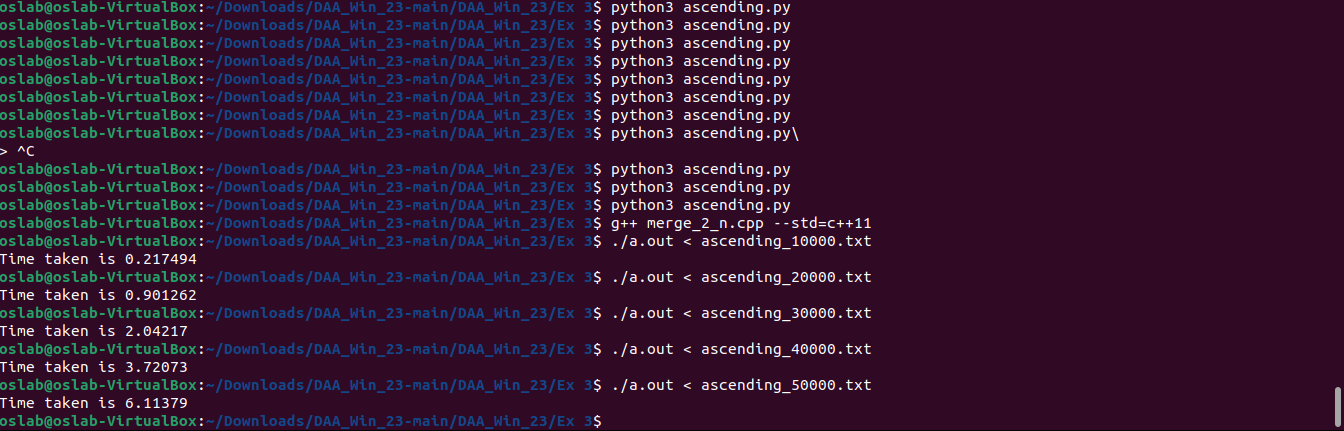 oslab@oslab-VirtualBox:~/Downloads/DAA_Win_23-main/DAA_Win_23/Ex 3$ python3 ascending.py
oslab@oslab-VirtualBox:~/Downloads/DAA_Win_23-main/DAA_Win_23/Ex 3$ python3 ascending.py
oslab@oslab-VirtualBox:~/Downloads/DAA_Win_23-main/DAA_Win_23/Ex 3$ python3 ascending.py
oslab@oslab-VirtualBox:~/Downloads/DAA_Win_23-main/DAA_Win_23/Ex 3$ python3 ascending.py
oslab@oslab-VirtualBox:~/Downloads/DAA_Win_23-main/DAA_Win_23/Ex 3$ python3 ascending.py
oslab@oslab-VirtualBox:~/Downloads/DAA_Win_23-main/DAA_Win_23/Ex 3$ python3 ascending.py
oslab@oslab-VirtualBox:~/Downloads/DAA_Win_23-main/DAA_Win_23/Ex 3$ python3 ascending.py
oslab@oslab-VirtualBox:~/Downloads/DAA_Win_23-main/DAA_Win_23/Ex 3$ python3 ascending.py\
> ^C
oslab@oslab-VirtualBox:~/Downloads/DAA_Win_23-main/DAA_Win_23/Ex 3$ python3 ascending.py
oslab@oslab-VirtualBox:~/Downloads/DAA_Win_23-main/DAA_Win_23/Ex 3$ python3 ascending.py
oslab@oslab-VirtualBox:~/Downloads/DAA_Win_23-main/DAA_Win_23/Ex 3$ python3 ascending.py
oslab@oslab-VirtualBox:~/Downloads/DAA_Win_23-main/DAA_Win_23/Ex 3$ g++ merge_2_n.cpp --std=c++11
oslab@oslab-VirtualBox:~/Downloads/DAA_Win_23-main/DAA_Win_23/Ex 3$ ./a.out < ascending_10000.txt
Time taken is 0.217494
oslab@oslab-VirtualBox:~/Downloads/DAA_Win_23-main/DAA_Win_23/Ex 3$ ./a.out < ascending_20000.txt
Time taken is 0.901262
oslab@oslab-VirtualBox:~/Downloads/DAA_Win_23-main/DAA_Win_23/Ex 3$ ./a.out < ascending_30000.txt
Time taken is 2.04217
oslab@oslab-VirtualBox:~/Downloads/DAA_Win_23-main/DAA_Win_23/Ex 3$ ./a.out < ascending_40000.txt
Time taken is 3.72073
oslab@oslab-VirtualBox:~/Downloads/DAA_Win_23-main/DAA_Win_23/Ex 3$ ./a.out < ascending_50000.txt
Time taken is 6.11379
oslab@oslab-VirtualBox:~/Downloads/DAA_Win_23-main/DAA_Win_23/Ex 3$